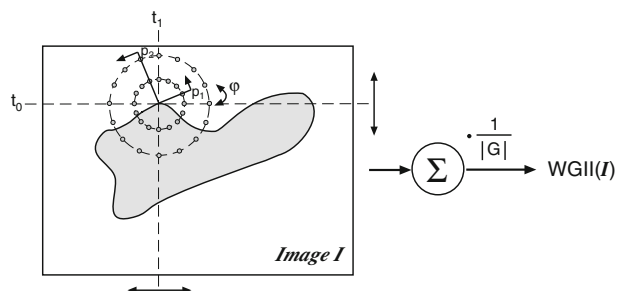 t₁
p₂
p₁
φ
t₀
Σ
· 1
|G|
WGII(I)
Image I